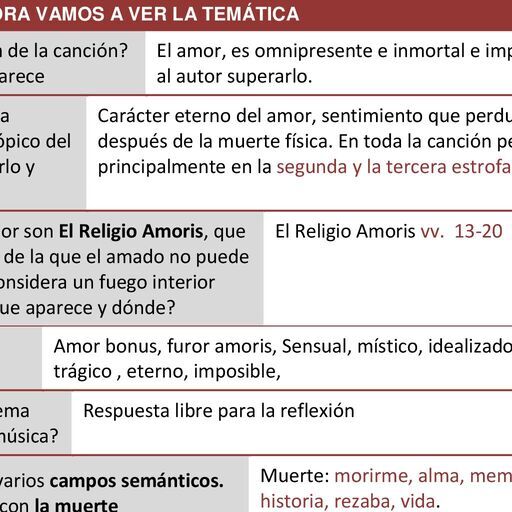 ORA VAMOS A VER LA TEMÁTICA
de la canción?
arece
El amor, es omnipresente e inmortal e imp
al autor superarlo.
a
ópico del
rlo y
Carácter eterno del amor, sentimiento que perdu
después de la muerte física. En toda la canción pe
principalmente en la segunda y la tercera estrofa
or son El Religio Amoris, que
de la que el amado no puede
onsidera un fuego interior
ue aparece y dónde?
El Religio Amoris vv. 13-20
Amor bonus, furor amoris, Sensual, místico, idealizado
trágico , eterno, imposible,
ema
núsica?
Respuesta libre para la reflexión
varios campos semánticos.
con la muerte
Muerte: morirme, alma, mem
historia, rezaba, vida.